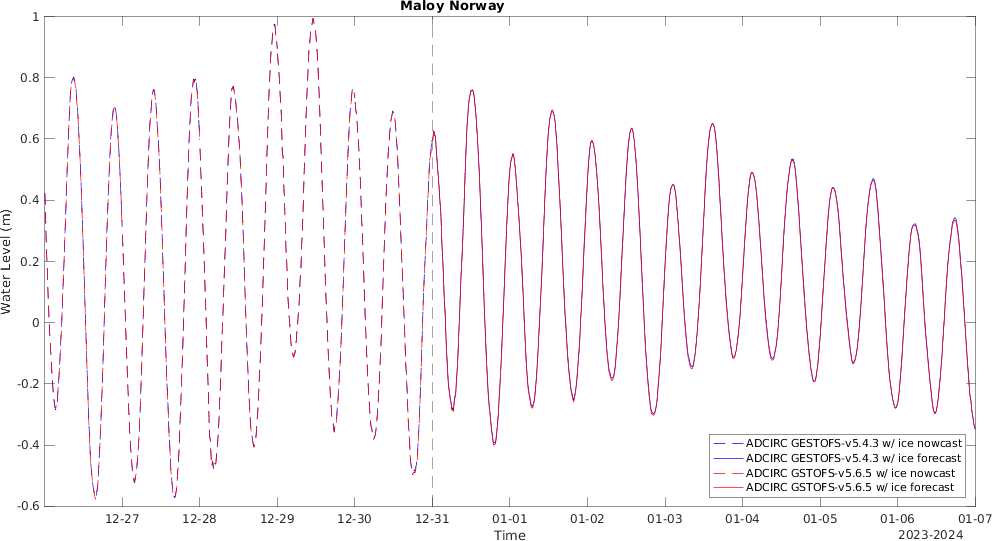 Maloy Norway
1
0.8
0.6
0.4
0.2
0
-0.2
-0.4
-0.6
Water Level (m)
ADCIRC GESTOFS-v5.4.3 w/ ice nowcast
ADCIRC GESTOFS-v5.4.3 w/ ice forecast
ADCIRC GSTOFS-v5.6.5 w/ ice nowcast
ADCIRC GSTOFS-v5.6.5 w/ ice forecast
12-27 12-28 12-29 12-30 12-31 01-01 01-02 01-03 01-04 01-05 01-06 01-07
Time
2023-2024